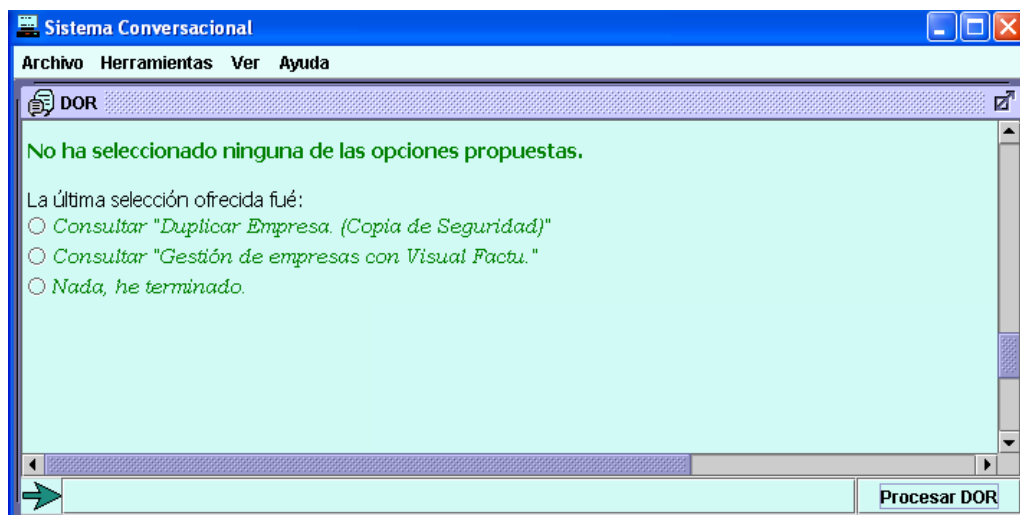 Sistema Conversacional
Archivo Herramientas Ver Ayuda
DOR
No ha seleccionado ninguna de las opciones propuestas.
La última selección ofrecida fué:
Consultar "Duplicar Empresa. (Copia de Seguridad)"
Consultar "Gestión de empresas con Visual Factu."
Nada, he terminado.
Procesar DOR